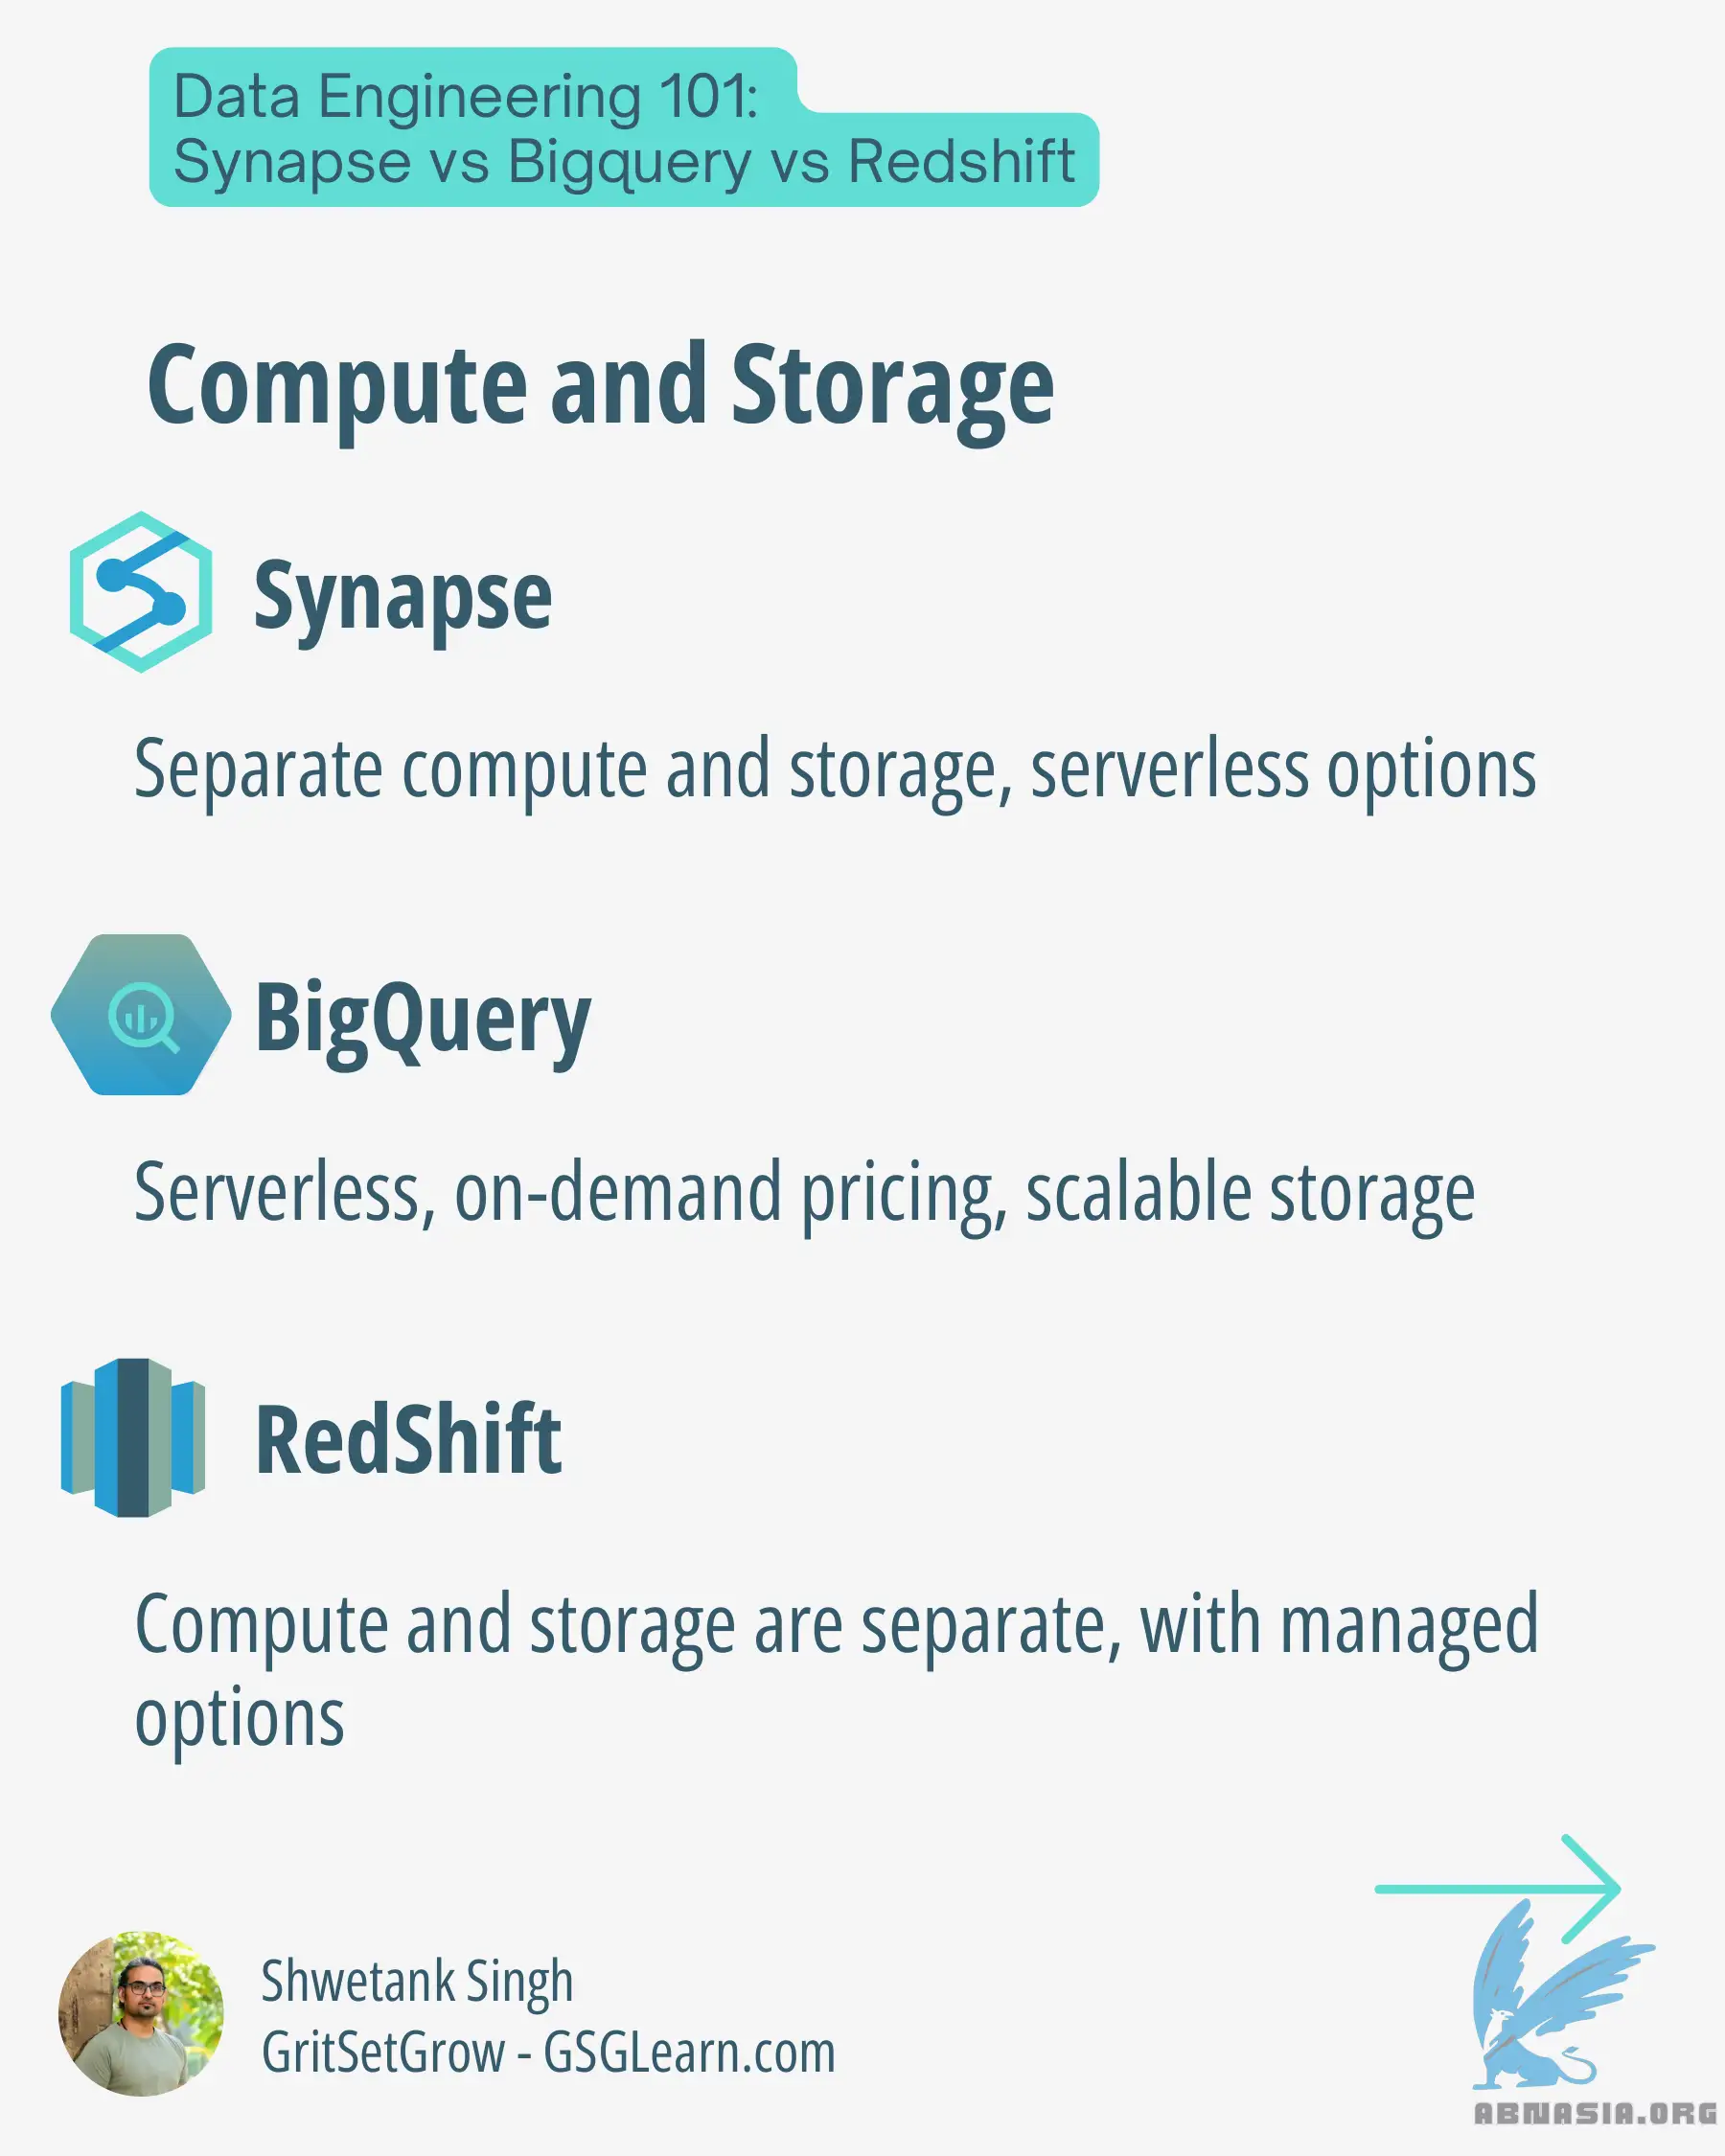 Data Engineering 101:
Synapse vs Bigquery vs Redshift
Compute and Storage
Synapse
Separate compute and storage, serverless options
BigQuery
Serverless, on-demand pricing, scalable storage
RedShift
Compute and storage are separate, with managed
options
Shwetank Singh
GritSetGrow - GSGLearn.com
ABNASIA.ORG